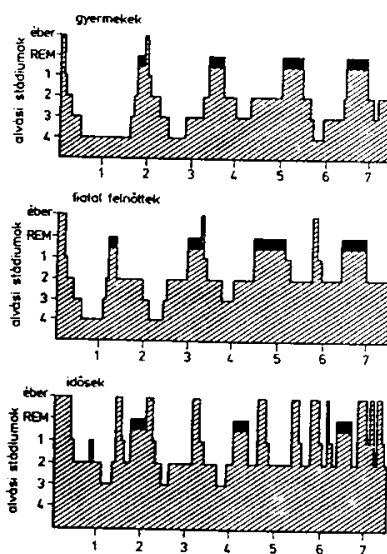 gyermekek
éber
REM
1
2
3
4
alvási stádiumok
1 2 3 4 5 6 7
fiatal felnőttek
éber
REM
1
2
3
4
alvási stádiumok
1 2 3 4 5 6 7
idősek
éber
REM
1
2
3
4
alvási stádiumok
1 2 3 4 5 6 7